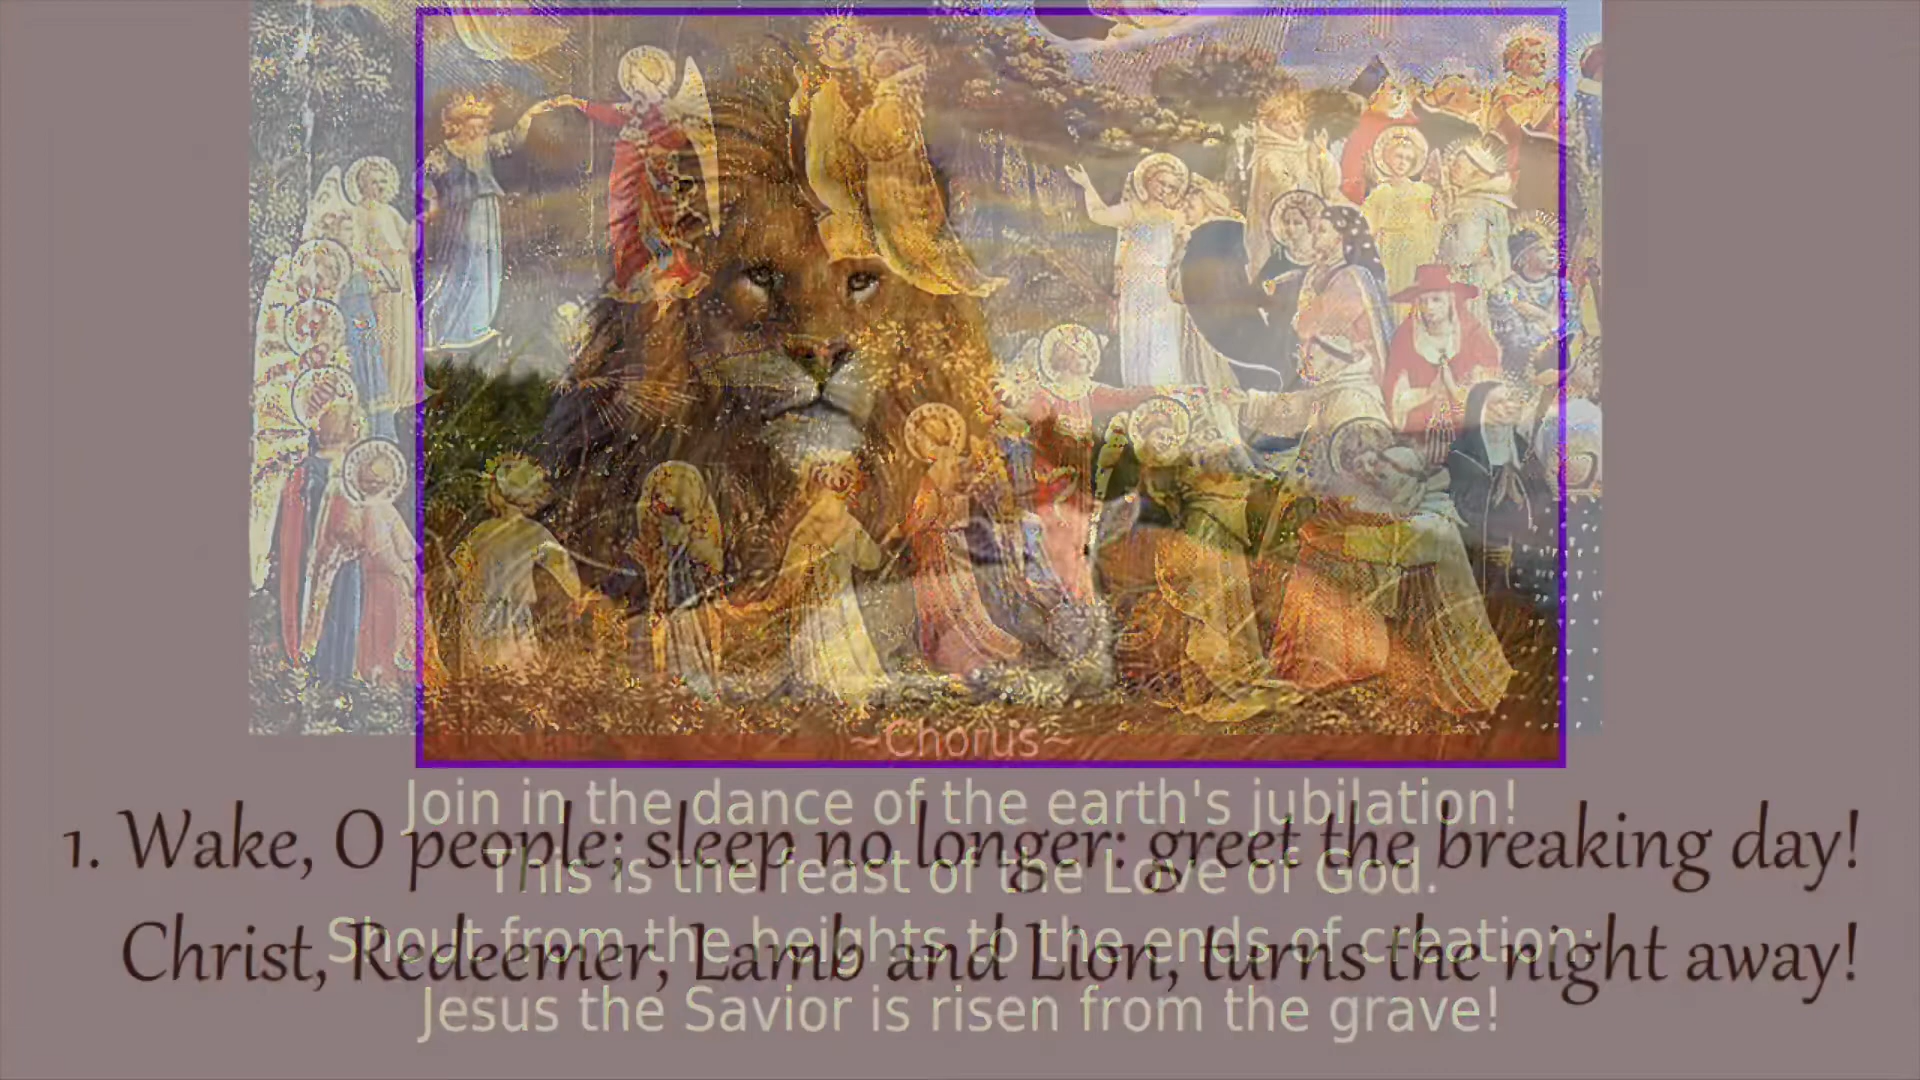 ~Chorus~
Join in the dance of the earth's jubilation!
1. Wake, O people; sleep no longer: greet the breaking day!
This is the feast of the Love of God.
Shout from the heights to the ends of creation:
Christ, Redeemer, Lamb and Lion, turns the night away!
Jesus the Savior is risen from the grave!